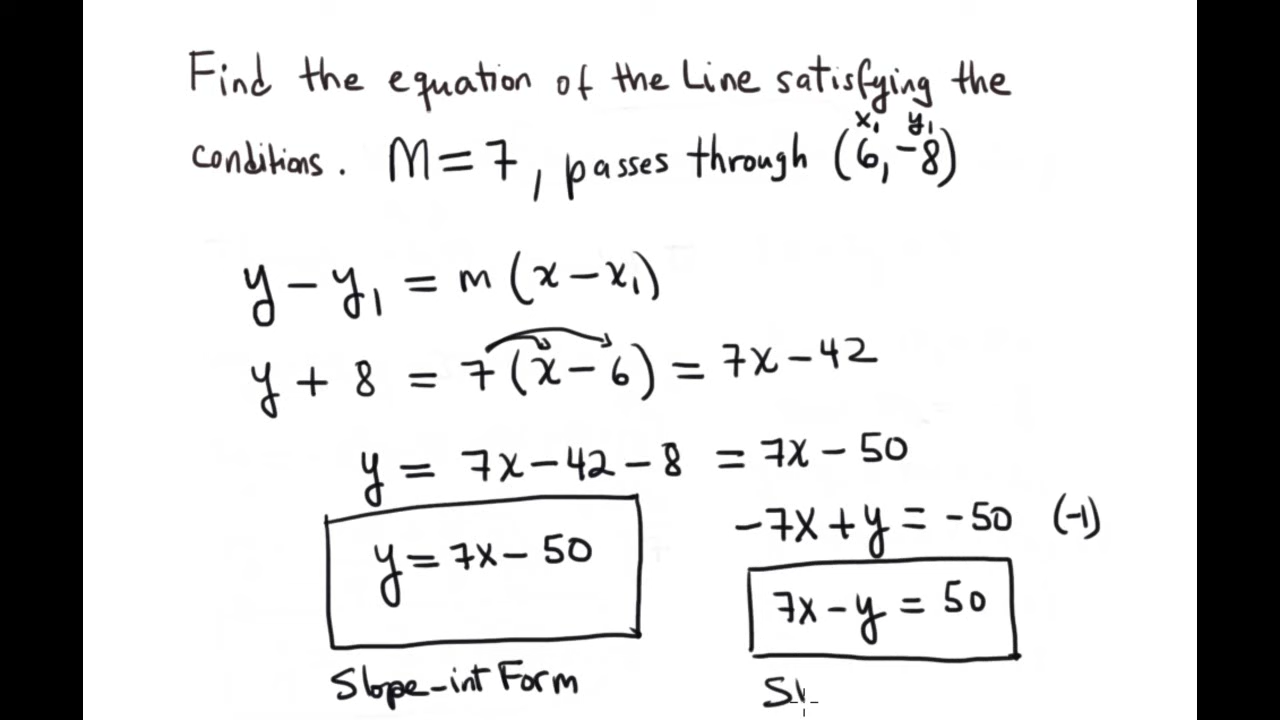 Find the equation of the Line satisfying the
x₁ y₁
conditions. M = 7, passes through (6, -8)
y - y₁ = m (x - x₁)
y + 8 = 7 (x - 6) = 7x - 42
y = 7x - 42 - 8 = 7x - 50
-7x + y = -50 (-1)
y = 7x - 50
7x - y = 50
Slope-int Form